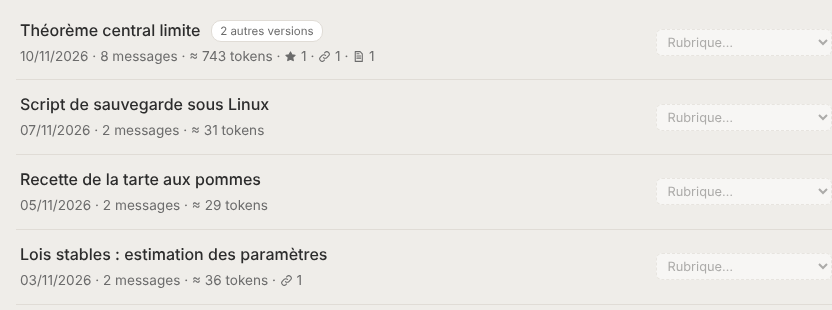 Théorème central limite 2 autres versions
10/11/2026 · 8 messages · ≈ 743 tokens · ★ 1 · 1 · 1
Rubrique...
Script de sauvegarde sous Linux
07/11/2026 · 2 messages · ≈ 31 tokens
Rubrique...
Recette de la tarte aux pommes
05/11/2026 · 2 messages · ≈ 29 tokens
Rubrique...
Lois stables : estimation des paramètres
03/11/2026 · 2 messages · ≈ 36 tokens · 1
Rubrique...